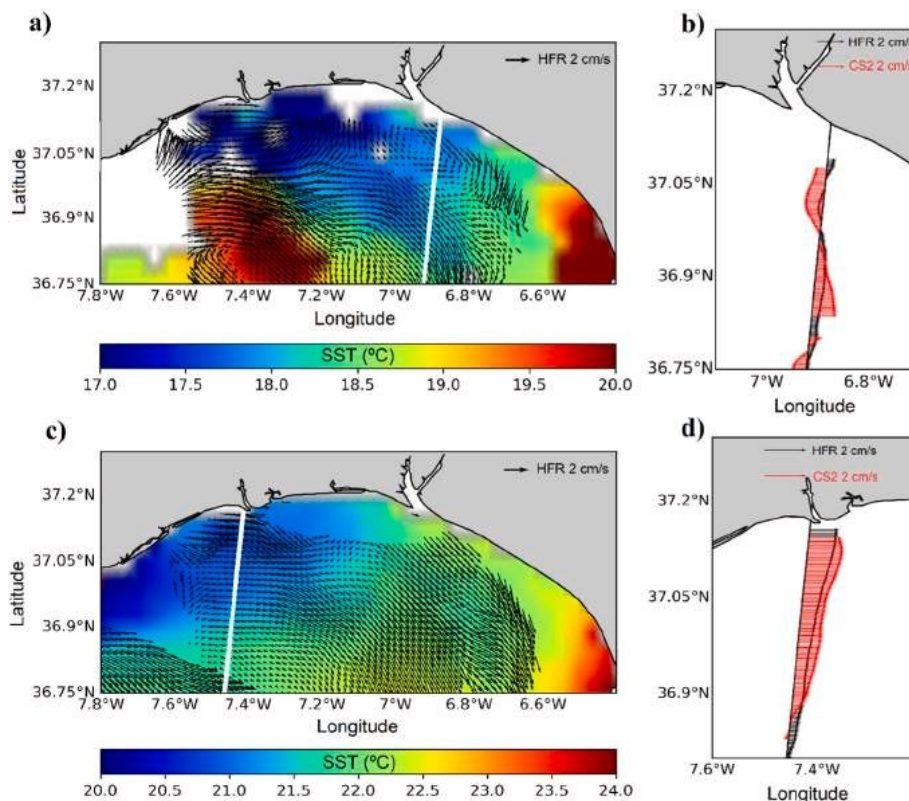 a)
HFR 2 cm/s
37.2°N
37.05°N
36.9°N
36.75°N
Latitude
7.8°W 7.6°W 7.4°W 7.2°W 7°W 6.8°W 6.6°W
Longitude
SST (ºC)
17.0 17.5 18.0 18.5 19.0 19.5 20.0
b)
HFR 2 cm/s
CS2 2 cm/s
37.2°N
37.05°N
36.9°N
36.75°N
7°W 6.8°W
Longitude
c)
HFR 2 cm/s
37.2°N
37.05°N
36.9°N
36.75°N
Latitude
7.8°W 7.6°W 7.4°W 7.2°W 7°W 6.8°W 6.6°W
Longitude
SST (ºC)
20.0 20.5 21.0 21.5 22.0 22.5 23.0 23.5 24.0
d)
HFR 2 cm/s
CS2 2 cm/s
37.2°N
37.05°N
36.9°N
7.6°W 7.4°W
Longitude